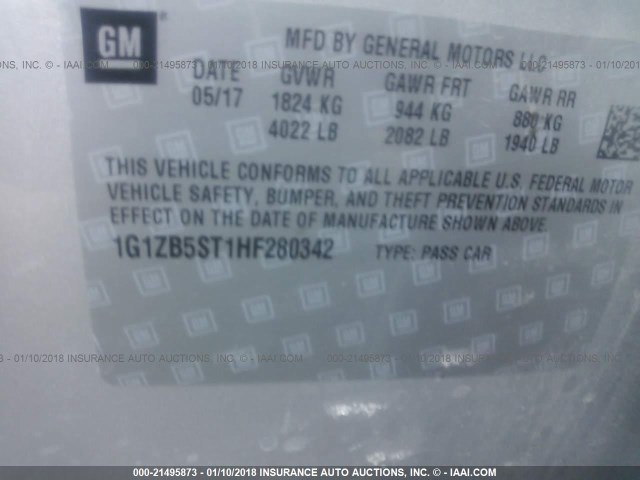 GM
MFD BY GENERAL MOTORS LLC
DATE GVWR GAWR FRT GAWR RR
05/17 1824 KG 944 KG 880 KG
4022 LB 2082 LB 1940 LB
THIS VEHICLE CONFORMS TO ALL APPLICABLE U.S. FEDERAL MOTOR
VEHICLE SAFETY, BUMPER, AND THEFT PREVENTION STANDARDS IN
EFFECT ON THE DATE OF MANUFACTURE SHOWN ABOVE.
1G1ZB5ST1HF280342 TYPE: PASS CAR
000-21495873 - 01/10/2018 INSURANCE AUTO AUCTIONS, INC. - © IAAI.COM